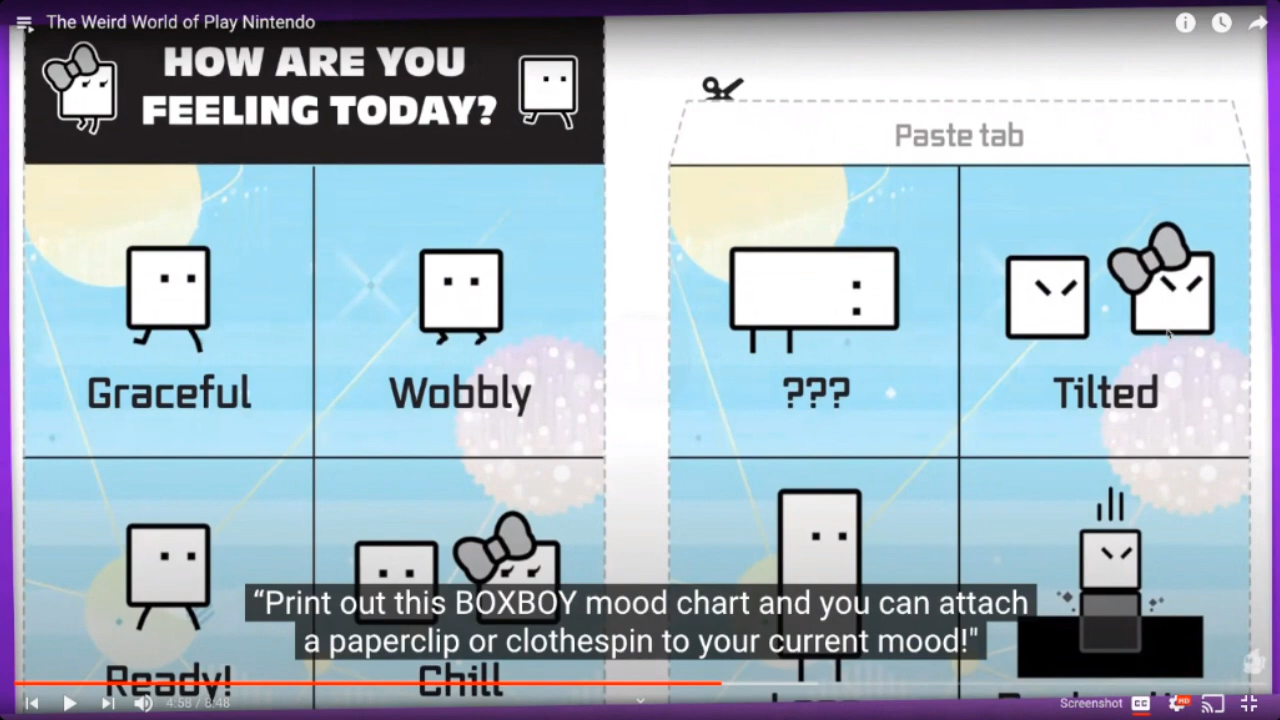 The Weird World of Play Nintendo
HOW ARE YOU
FEELING TODAY?
Paste tab
Graceful
Wobbly
???
Tilted
Ready!
Chill
“Print out this BOXBOY mood chart and you can attach
a paperclip or clothespin to your current mood!"
4:58 / 8:48
Screenshot
CC
HD